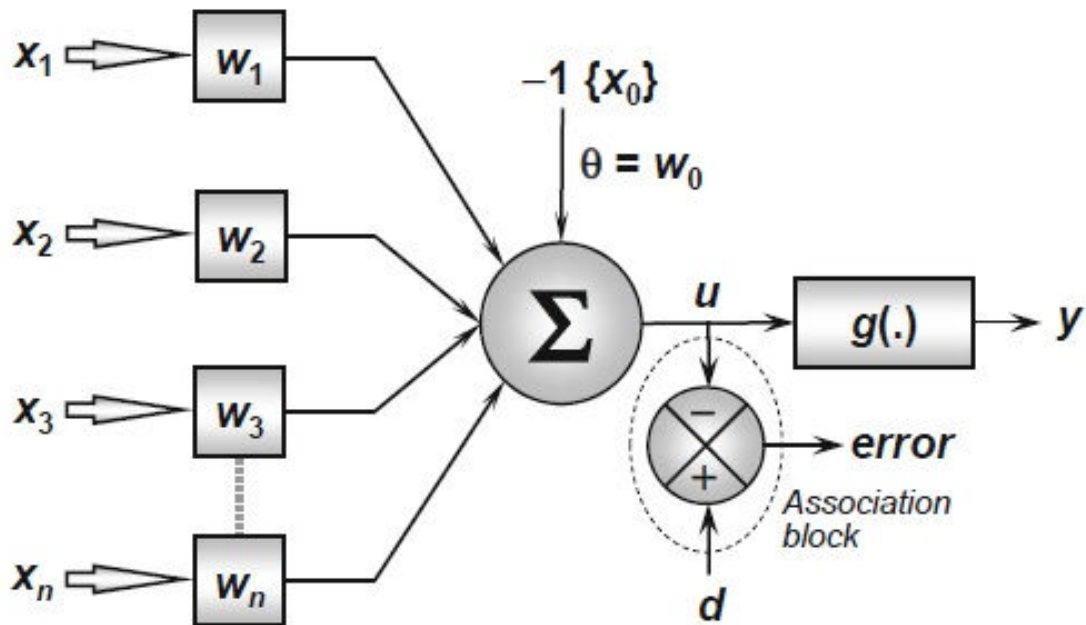 x₁
w₁
−1 {x₀}
θ = w₀
x₂
w₂
Σ
u
g(.)
y
x₃
w₃
−
+
error
Association
block
xₙ
wₙ
d